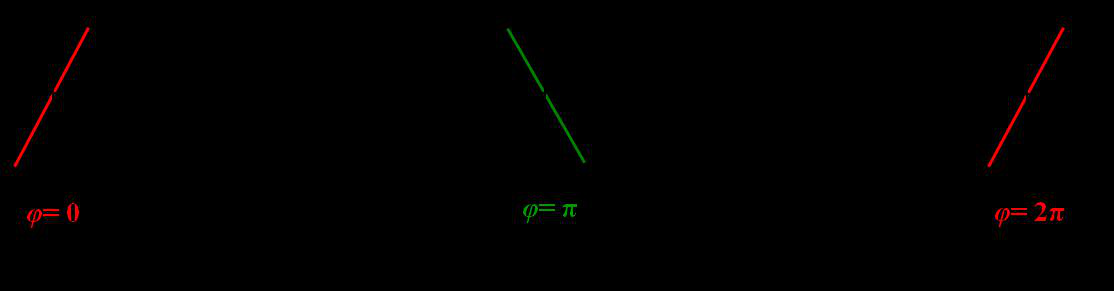 φ= 0
φ= π
φ= 2π